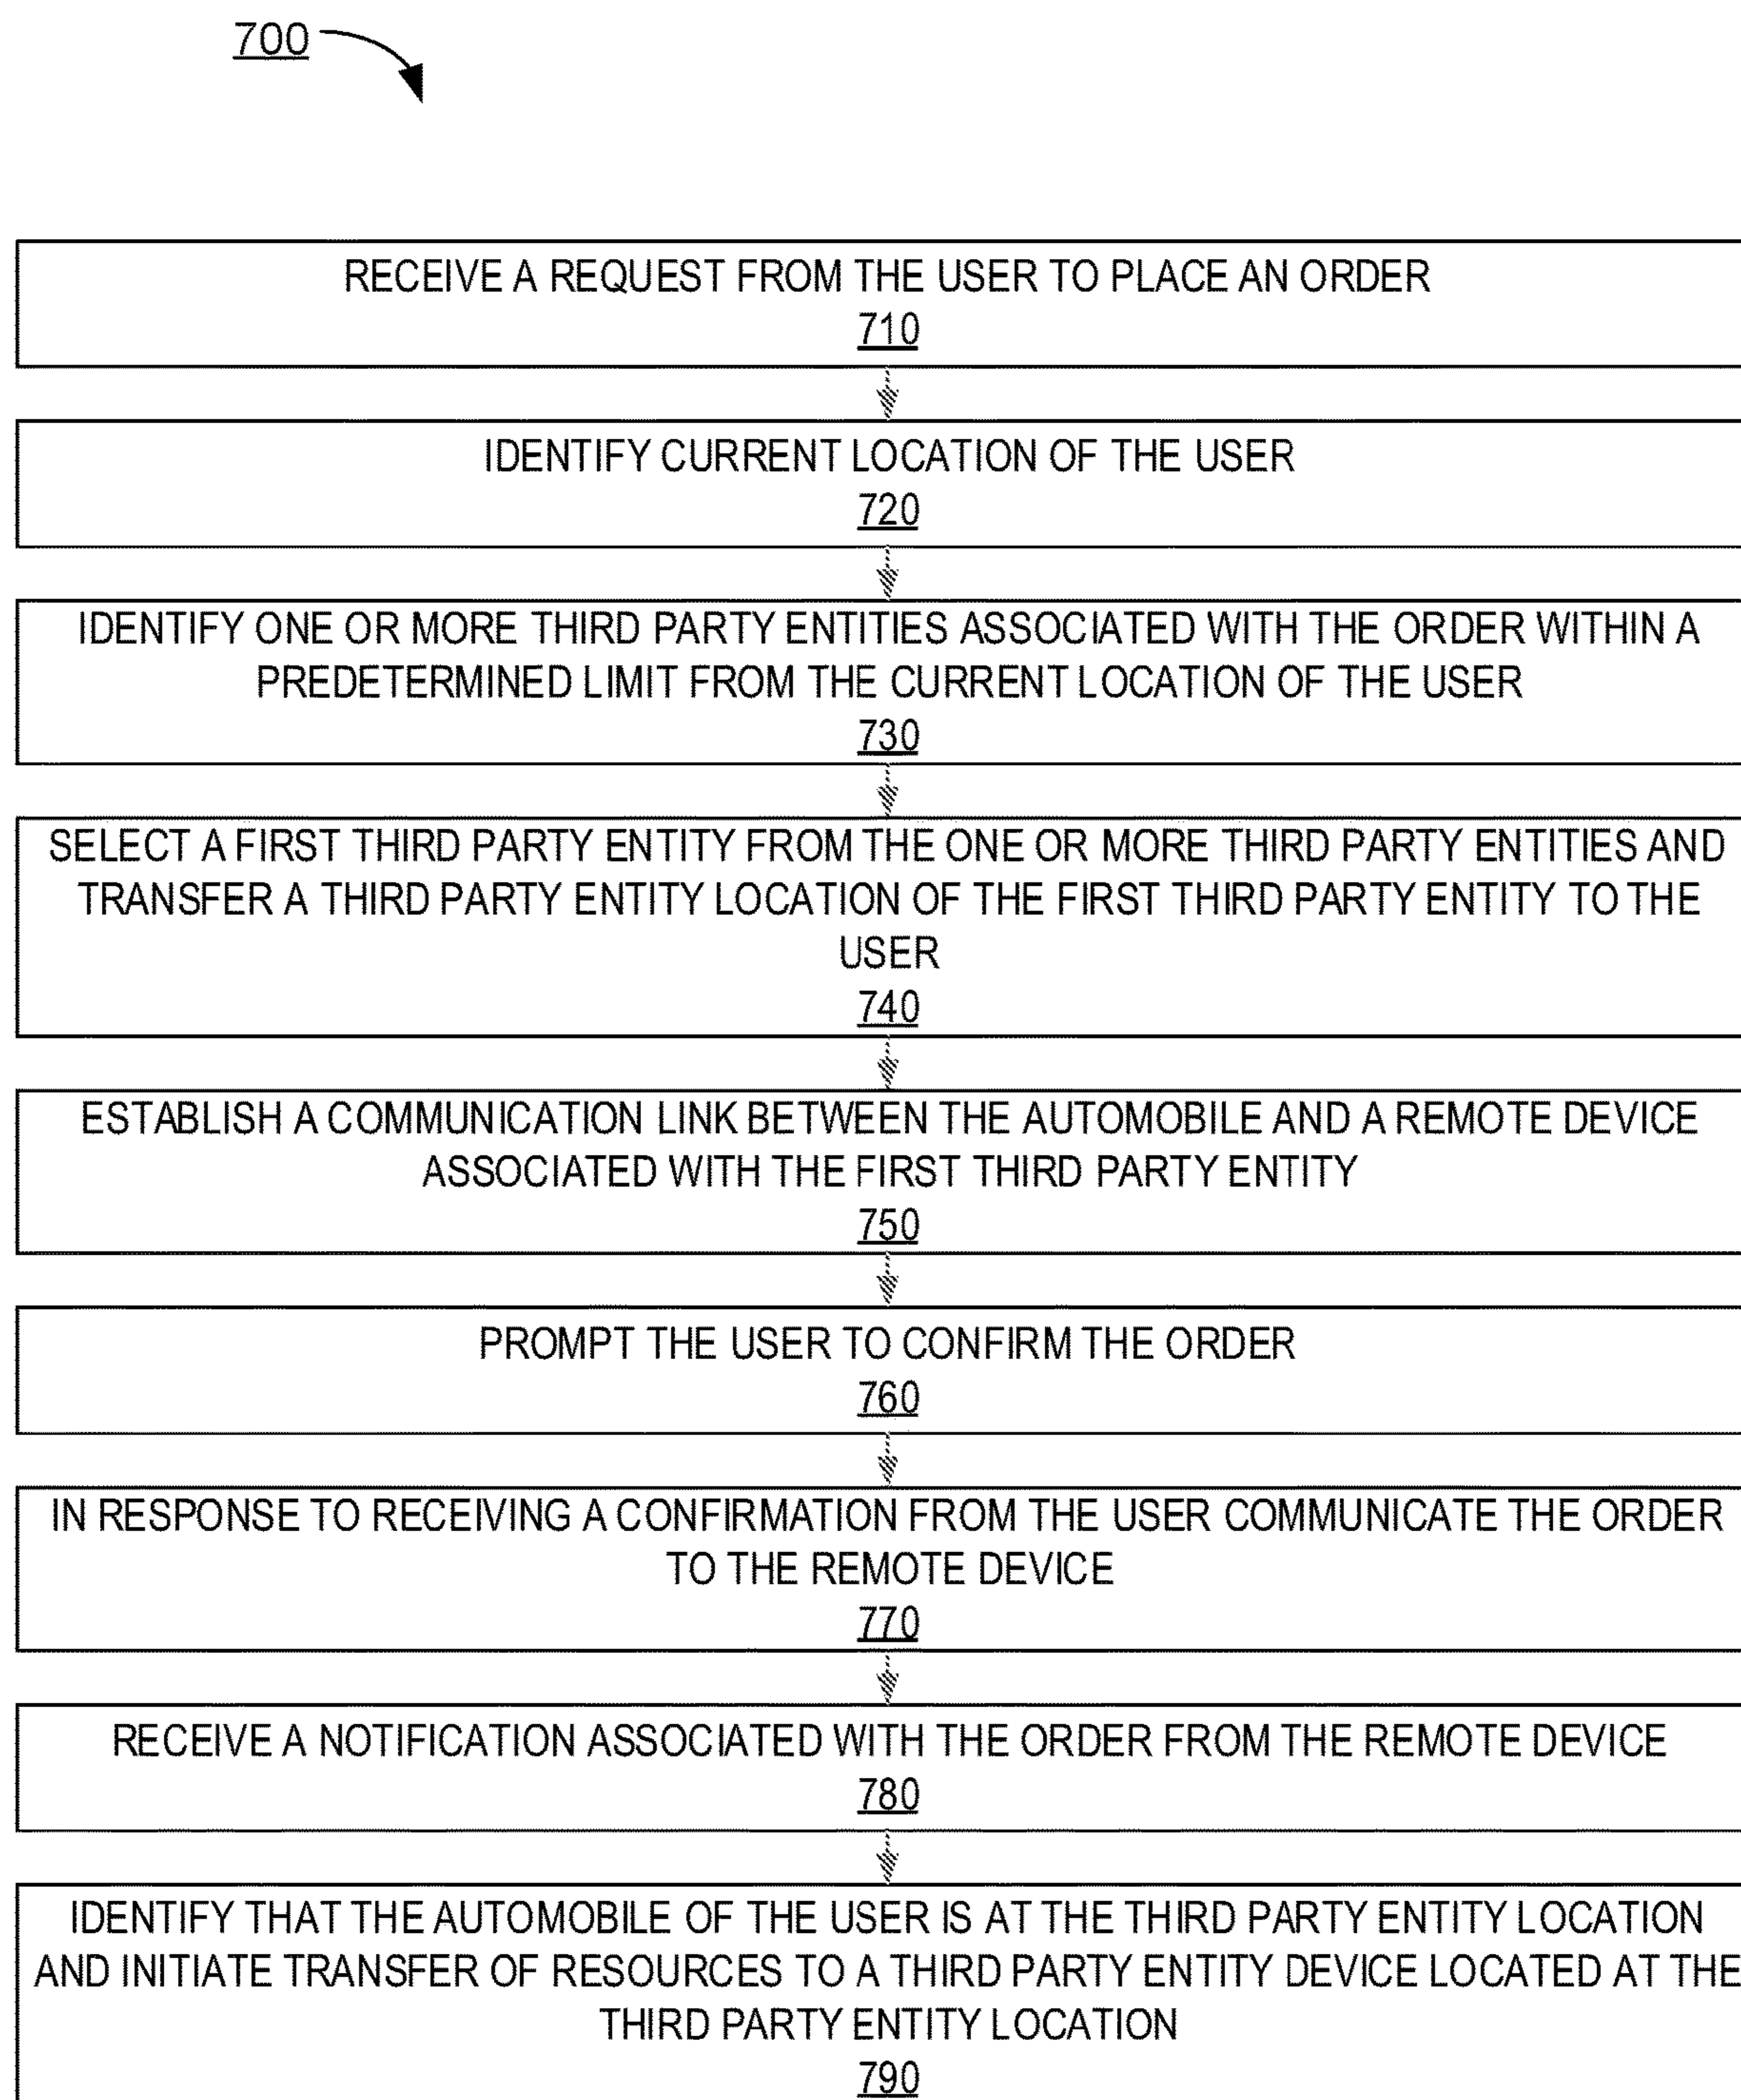 700
RECEIVE A REQUEST FROM THE USER TO PLACE AN ORDER
710
IDENTIFY CURRENT LOCATION OF THE USER
720
IDENTIFY ONE OR MORE THIRD PARTY ENTITIES ASSOCIATED WITH THE ORDER WITHIN A
PREDETERMINED LIMIT FROM THE CURRENT LOCATION OF THE USER
730
SELECT A FIRST THIRD PARTY ENTITY FROM THE ONE OR MORE THIRD PARTY ENTITIES AND
TRANSFER A THIRD PARTY ENTITY LOCATION OF THE FIRST THIRD PARTY ENTITY TO THE
USER
740
ESTABLISH A COMMUNICATION LINK BETWEEN THE AUTOMOBILE AND A REMOTE DEVICE
ASSOCIATED WITH THE FIRST THIRD PARTY ENTITY
750
PROMPT THE USER TO CONFIRM THE ORDER
760
IN RESPONSE TO RECEIVING A CONFIRMATION FROM THE USER COMMUNICATE THE ORDER
TO THE REMOTE DEVICE
770
RECEIVE A NOTIFICATION ASSOCIATED WITH THE ORDER FROM THE REMOTE DEVICE
780
IDENTIFY THAT THE AUTOMOBILE OF THE USER IS AT THE THIRD PARTY ENTITY LOCATION
AND INITIATE TRANSFER OF RESOURCES TO A THIRD PARTY ENTITY DEVICE LOCATED AT THE
THIRD PARTY ENTITY LOCATION
790